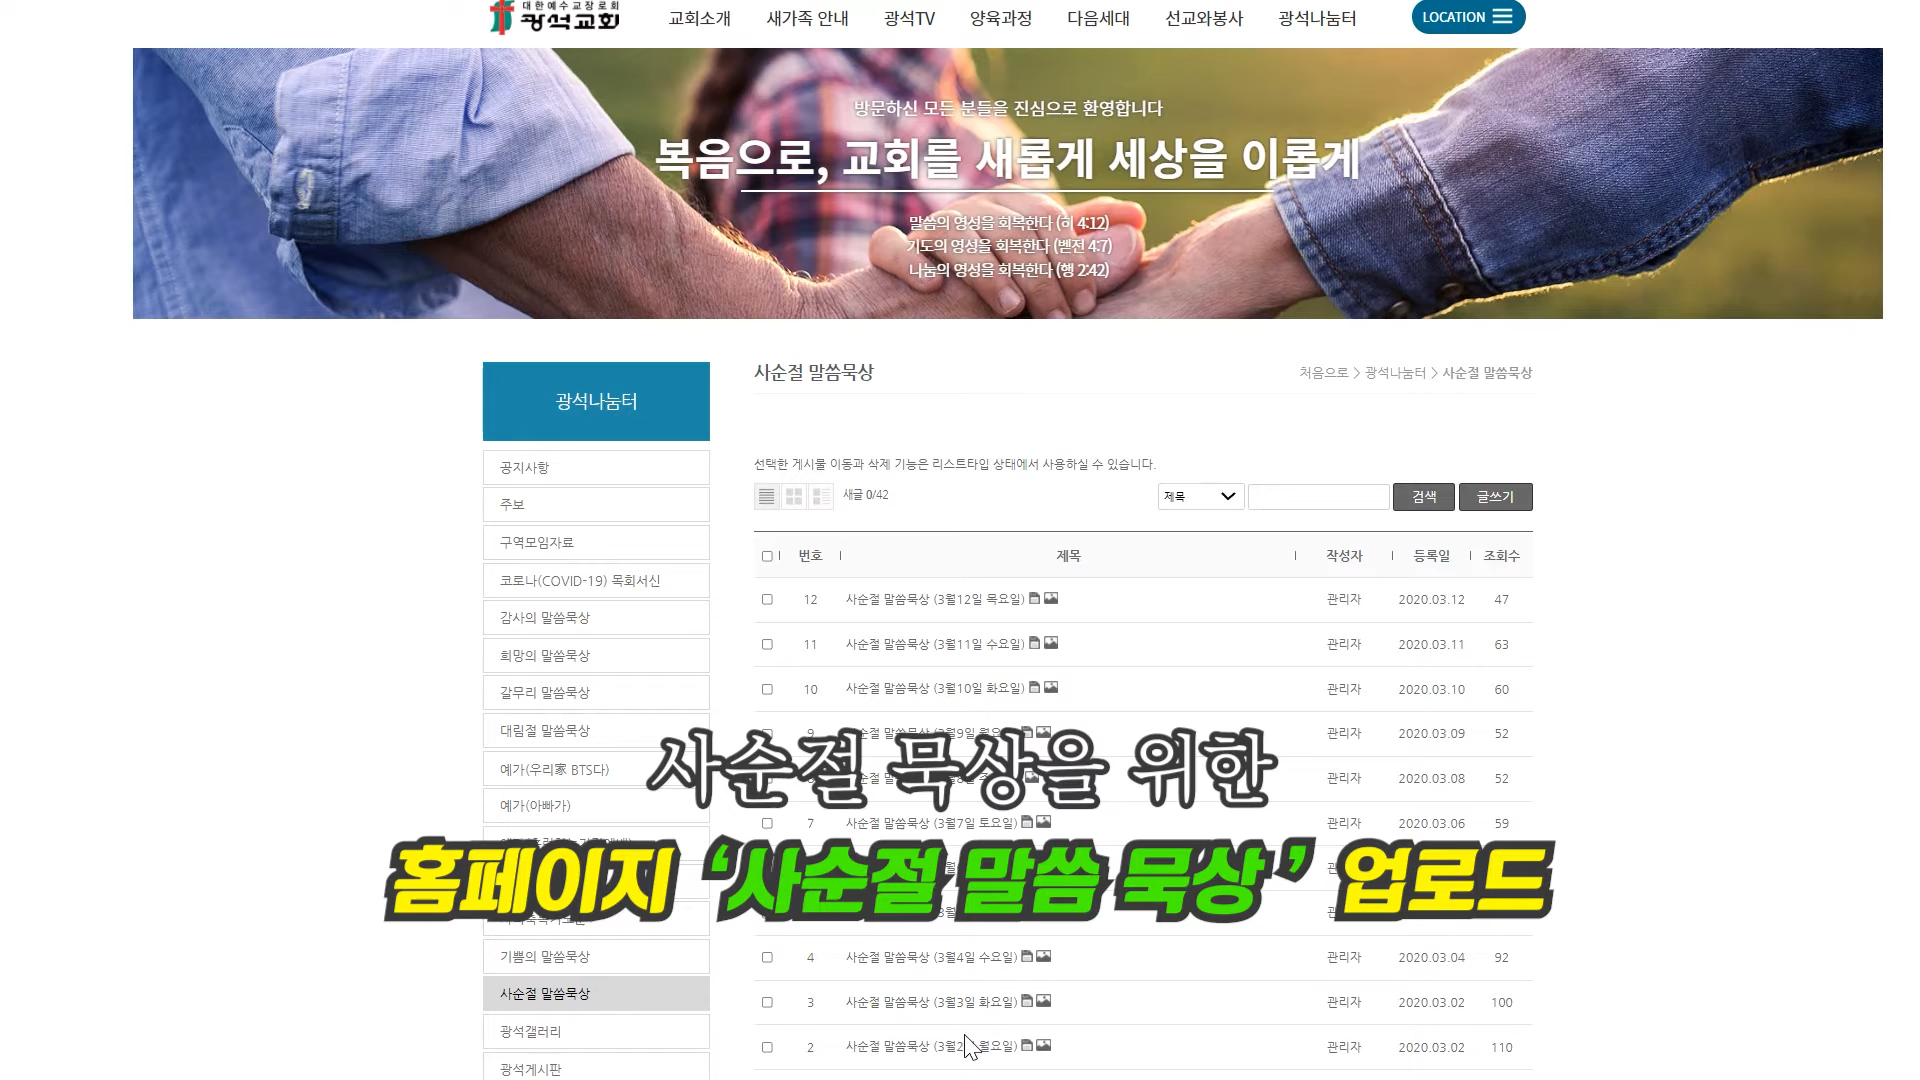 대한예수교장로회
광석교회
교회소개 새가족 안내 광석TV 양육과정 다음세대 선교와봉사 광석나눔터
LOCATION
방문하신 모든 분들을 진심으로 환영합니다
복음으로, 교회를 새롭게 세상을 이롭게
말씀의 영성을 회복한다 (히 4:12)
기도의 영성을 회복한다 (벧전 4:7)
나눔의 영성을 회복한다 (행 2:42)
광석나눔터
공지사항
주보
구역모임자료
코로나(COVID-19) 목회서신
감사의 말씀묵상
희망의 말씀묵상
갈무리 말씀묵상
대림절 말씀묵상
예가(우리家 BTS다)
예가(아빠가)
기쁨의 말씀묵상
사순절 말씀묵상
광석갤러리
광석게시판
사순절 말씀묵상
처음으로 > 광석나눔터 > 사순절 말씀묵상
선택한 게시물 이동과 삭제 기능은 리스트타입 상태에서 사용하실 수 있습니다.
새글 0/42
제목 검색 글쓰기
번호 제목 작성자 등록일 조회수
12 사순절 말씀묵상 (3월12일 목요일) 관리자 2020.03.12 47
11 사순절 말씀묵상 (3월11일 수요일) 관리자 2020.03.11 63
10 사순절 말씀묵상 (3월10일 화요일) 관리자 2020.03.10 60
9 관리자 2020.03.09 52
관리자 2020.03.08 52
7 사순절 말씀묵상 (3월7일 토요일) 관리자 2020.03.06 59
4 사순절 말씀묵상 (3월4일 수요일) 관리자 2020.03.04 92
3 사순절 말씀묵상 (3월3일 화요일) 관리자 2020.03.02 100
2 사순절 말씀묵상 관리자 2020.03.02 110
사순절 묵상을 위한
홈페이지 ‘사순절 말씀 묵상’ 업로드